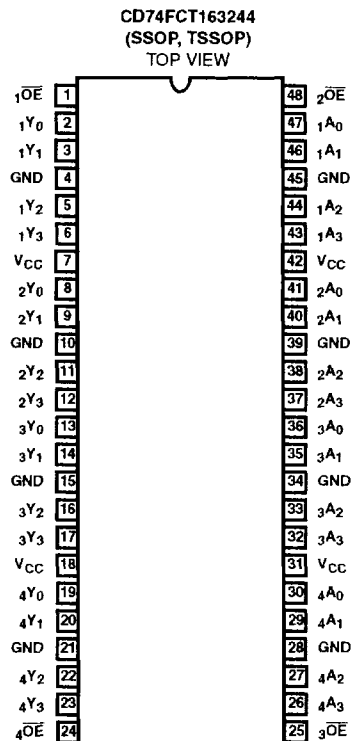 CD74FCT163244
(SSOP, TSSOP)
TOP VIEW
₁O̅E̅ 1 48 ₂O̅E̅
₁Y₀ 2 47 ₁A₀
₁Y₁ 3 46 ₁A₁
GND 4 45 GND
₁Y₂ 5 44 ₁A₂
₁Y₃ 6 43 ₁A₃
VCC 7 42 VCC
₂Y₀ 8 41 ₂A₀
₂Y₁ 9 40 ₂A₁
GND 10 39 GND
₂Y₂ 11 38 ₂A₂
₂Y₃ 12 37 ₂A₃
₃Y₀ 13 36 ₃A₀
₃Y₁ 14 35 ₃A₁
GND 15 34 GND
₃Y₂ 16 33 ₃A₂
₃Y₃ 17 32 ₃A₃
VCC 18 31 VCC
₄Y₀ 19 30 ₄A₀
₄Y₁ 20 29 ₄A₁
GND 21 28 GND
₄Y₂ 22 27 ₄A₂
₄Y₃ 23 26 ₄A₃
₄O̅E̅ 24 25 ₃O̅E̅